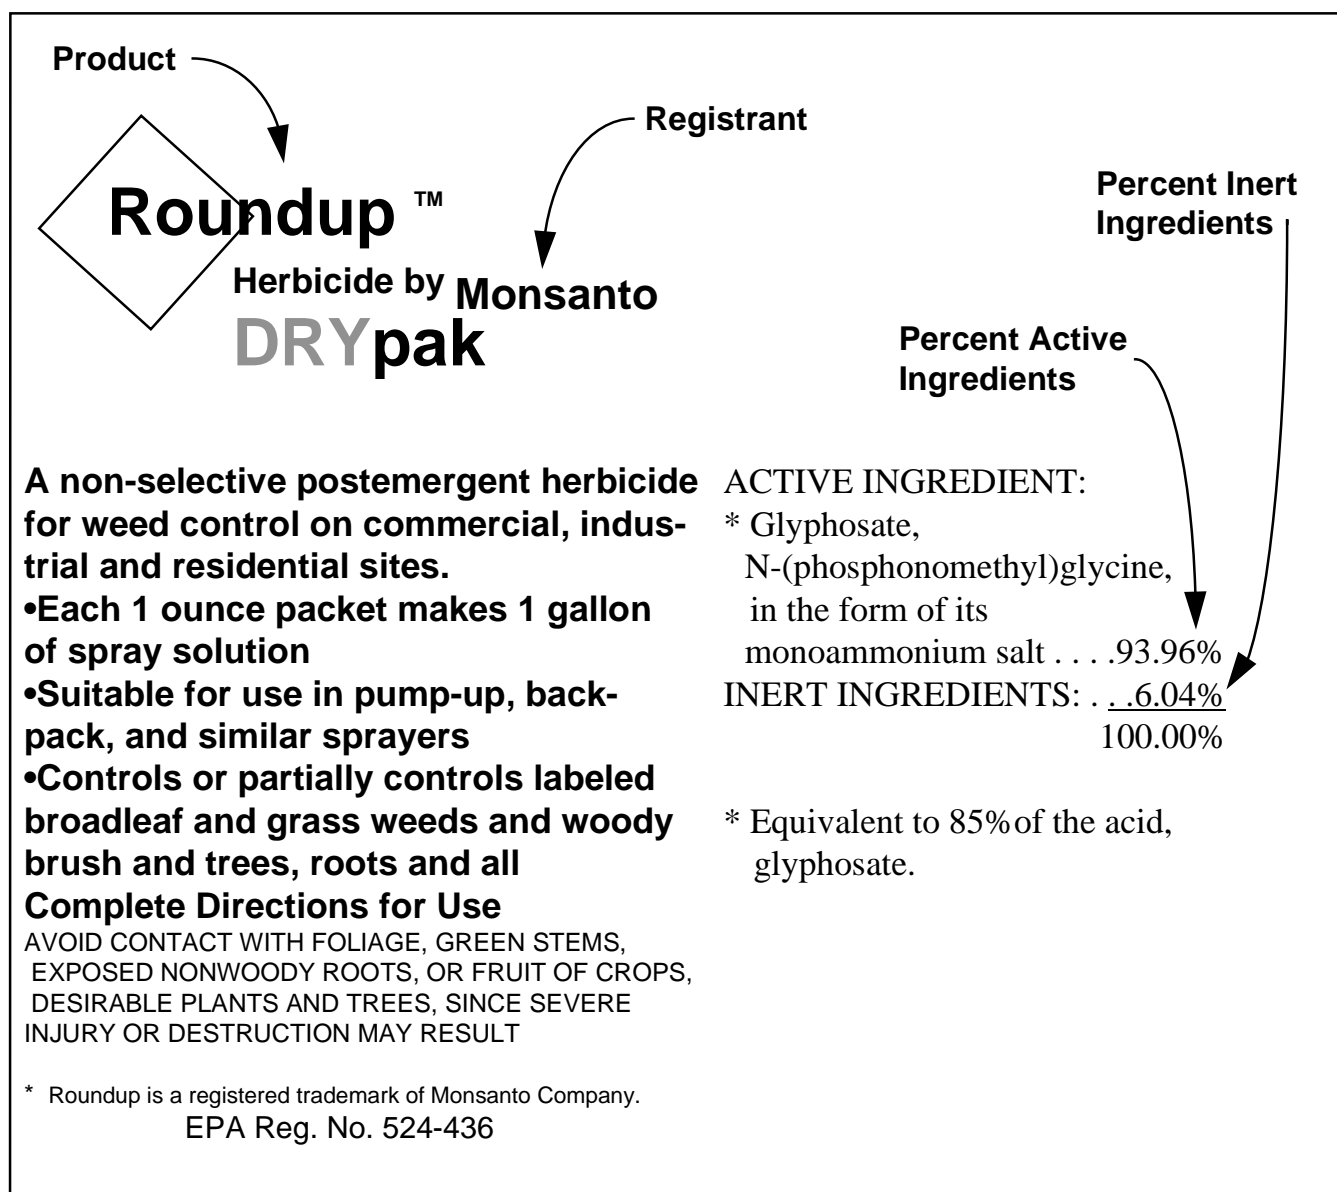 Product
Registrant
Percent Inert
Ingredients
Roundup ™
Herbicide by Monsanto
DRYpak
Percent Active
Ingredients
A non-selective postemergent herbicide
for weed control on commercial, indus-
trial and residential sites.
•Each 1 ounce packet makes 1 gallon
of spray solution
•Suitable for use in pump-up, back-
pack, and similar sprayers
•Controls or partially controls labeled
broadleaf and grass weeds and woody
brush and trees, roots and all
Complete Directions for Use
AVOID CONTACT WITH FOLIAGE, GREEN STEMS,
EXPOSED NONWOODY ROOTS, OR FRUIT OF CROPS,
DESIRABLE PLANTS AND TREES, SINCE SEVERE
INJURY OR DESTRUCTION MAY RESULT
* Roundup is a registered trademark of Monsanto Company.
EPA Reg. No. 524-436
ACTIVE INGREDIENT:
* Glyphosate,
N-(phosphonomethyl)glycine,
in the form of its
monoammonium salt . . . .93.96%
INERT INGREDIENTS: . . .6.04%
100.00%
* Equivalent to 85% of the acid,
glyphosate.